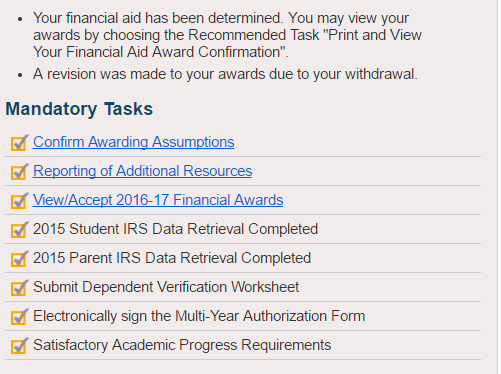 Your financial aid has been determined. You may view your
awards by choosing the Recommended Task "Print and View
Your Financial Aid Award Confirmation".
A revision was made to your awards due to your withdrawal.
Mandatory Tasks
Confirm Awarding Assumptions
Reporting of Additional Resources
View/Accept 2016-17 Financial Awards
2015 Student IRS Data Retrieval Completed
2015 Parent IRS Data Retrieval Completed
Submit Dependent Verification Worksheet
Electronically sign the Multi-Year Authorization Form
Satisfactory Academic Progress Requirements